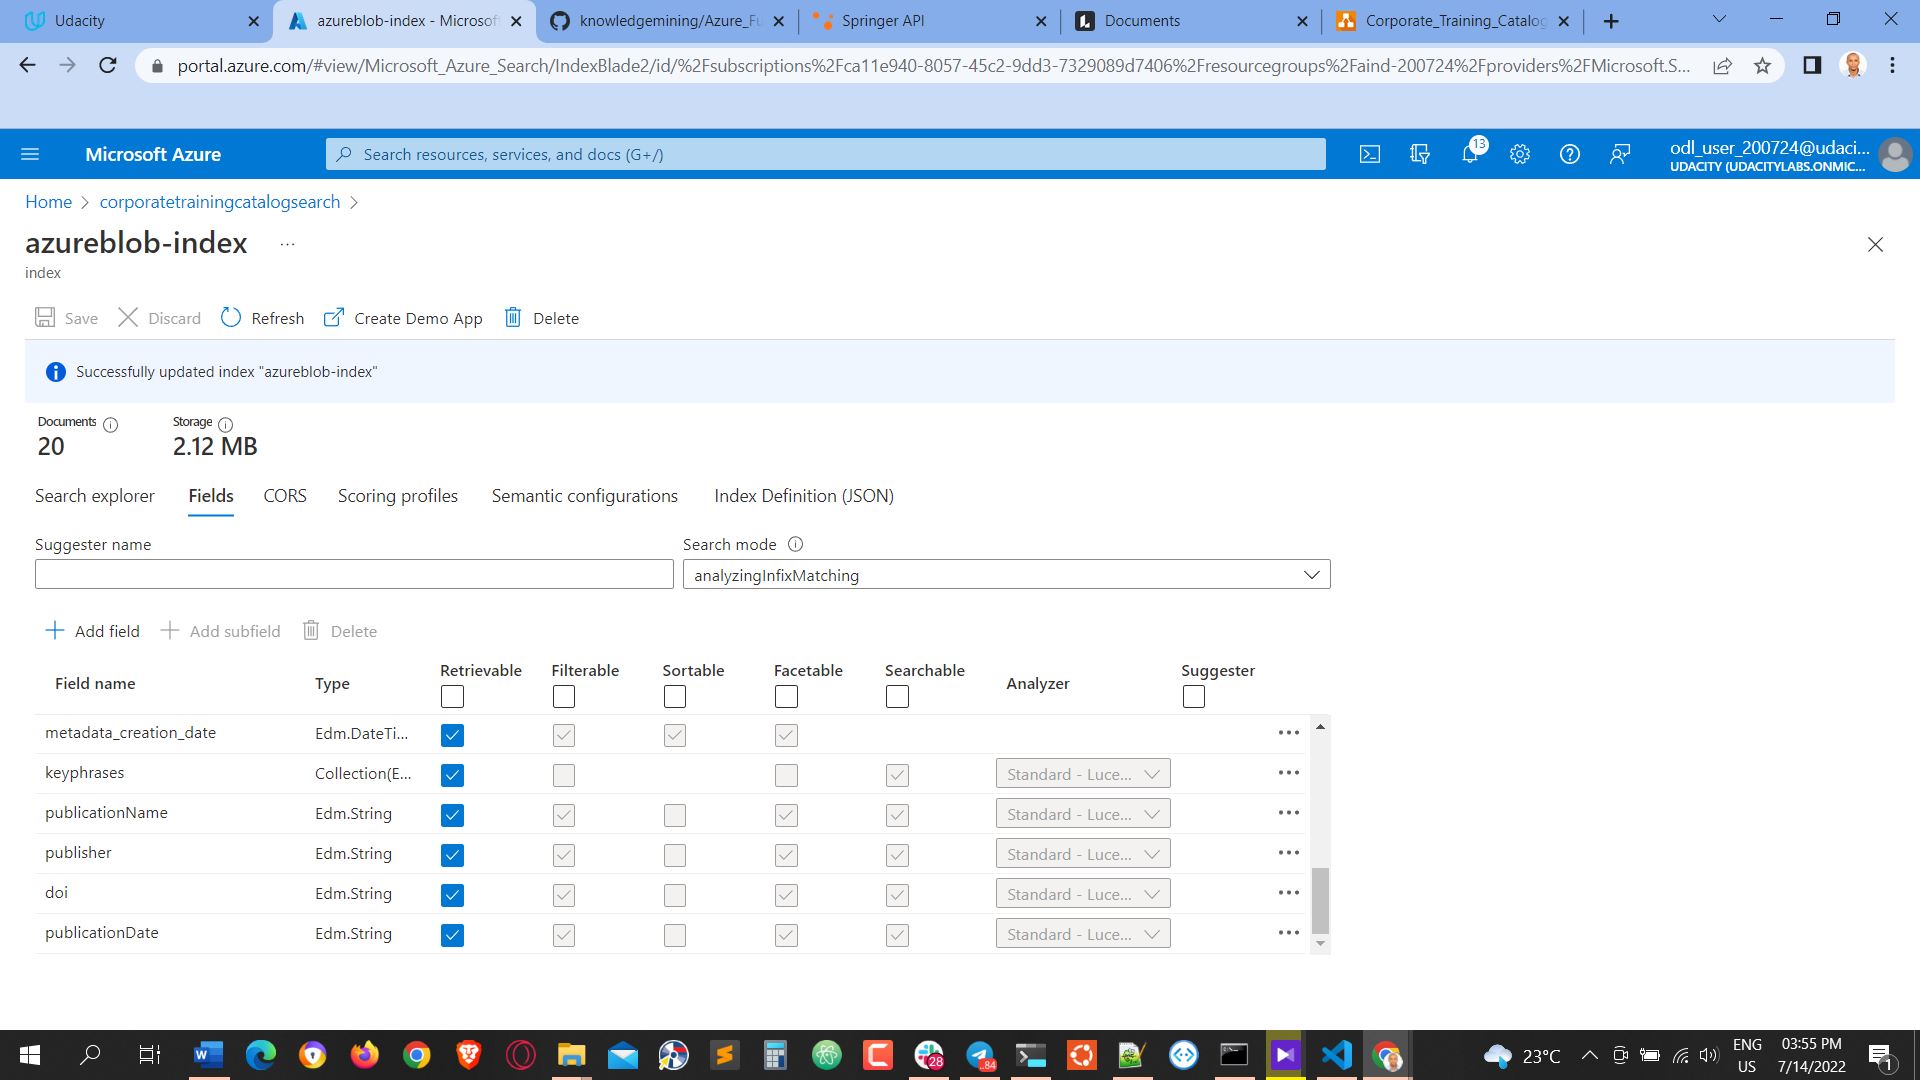 Udacity
azureblob-index - Microsoft
knowledgemining/Azure_Fu
Springer API
Documents
Corporate_Training_Catalog
portal.azure.com/#view/Microsoft_Azure_Search/IndexBlade2/id/%2Fsubscriptions%2Fca11e940-8057-45c2-9dd3-7329089d7406%2Fresourcegroups%2Faind-200724%2Fproviders%2FMicrosoft.S...
Microsoft Azure
Search resources, services, and docs (G+/)
13
odl_user_200724@udaci...
UDACITY (UDACITYLABS.ONMIC...
Home > corporatetrainingcatalogsearch >
azureblob-index ...
index
Save Discard Refresh Create Demo App Delete
Successfully updated index "azureblob-index"
Documents Storage
20 2.12 MB
Search explorer Fields CORS Scoring profiles Semantic configurations Index Definition (JSON)
Suggester name Search mode
analyzingInfixMatching
Add field Add subfield Delete
Field name Type Retrievable Filterable Sortable Facetable Searchable Analyzer Suggester
metadata_creation_date Edm.DateTi...
keyphrases Collection(E... Standard - Luce...
publicationName Edm.String Standard - Luce...
publisher Edm.String Standard - Luce...
doi Edm.String Standard - Luce...
publicationDate Edm.String Standard - Luce...
28
..84
23°C
ENG
US
03:55 PM
7/14/2022
1